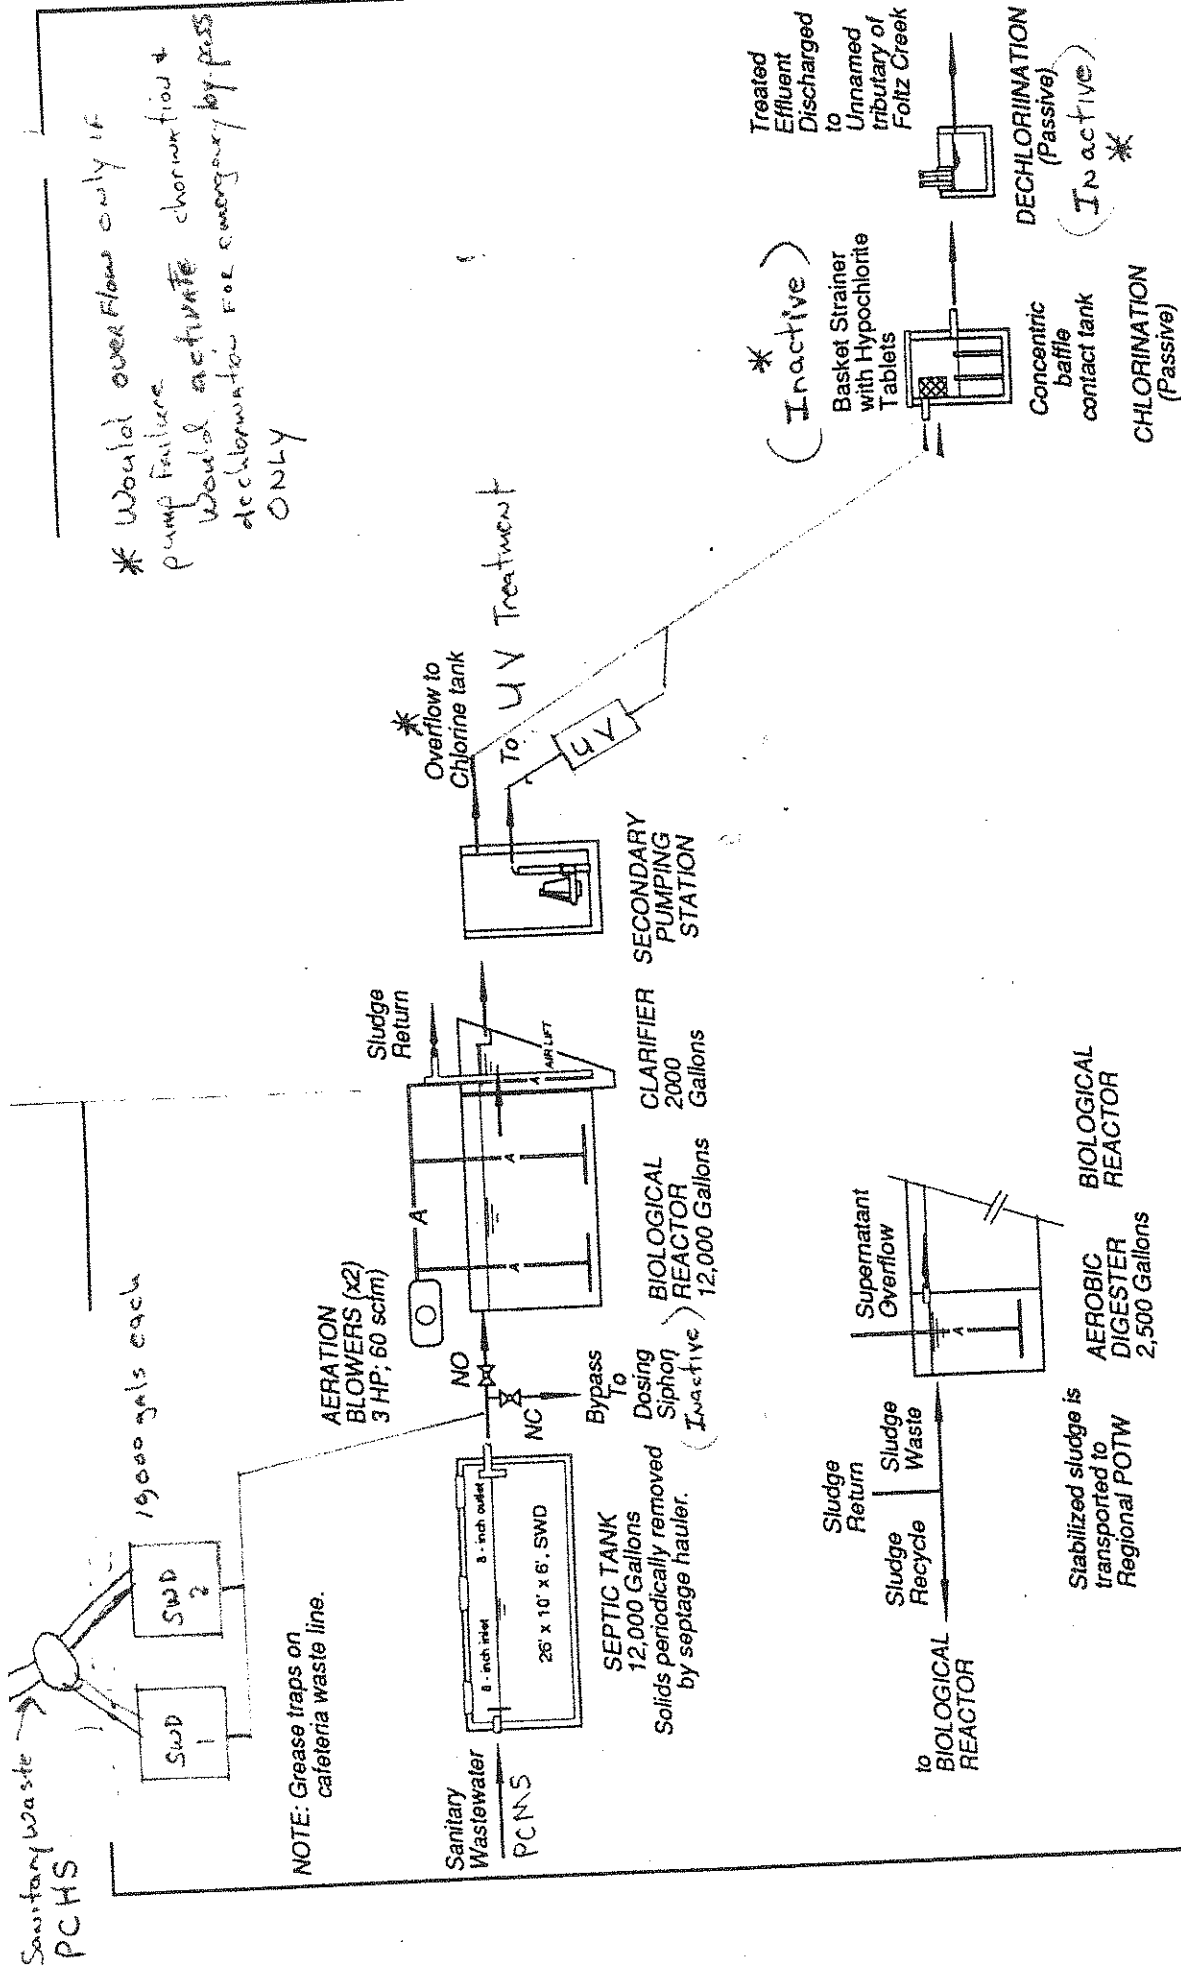 Sanitary Waste →
PCHS
SWD
1
SWD
2
15000 gals each
* Would overflow only if
pump failure
Would activate chorination &
dechlorination FOR emergency by-press
ONLY
NOTE: Grease traps on
cafeteria waste line.
AERATION
BLOWERS (x2)
3 HP; 60 scfm)
A
Sludge
Return
*
Overflow to
Chlorine tank
To UV Treatment
UV
Sanitary
Wastewater
PCMS
8 - inch inlet
8 - inch outlet
26' x 10' x 6', SWD
NO
NC
A
A
A
AIR LIFT
SEPTIC TANK
12,000 Gallons
Solids periodically removed
by septage hauler.
Bypass
To
Dosing
Siphon
(Inactive)
BIOLOGICAL
REACTOR
12,000 Gallons
CLARIFIER
2000
Gallons
SECONDARY
PUMPING
STATION
*
(Inactive)
Basket Strainer
with Hypochlorite
Tablets
Concentric
baffle
contact tank
CHLORINATION
(Passive)
Treated
Effluent
Discharged
to
Unnamed
tributary of
Foltz Creek
DECHLORIINATION
(Passive)
(Inactive)
*
to
BIOLOGICAL
REACTOR
Sludge
Recycle
Sludge
Return
Sludge
Waste
Supernatant
Overflow
A
Stabilized sludge is
transported to
Regional POTW
AEROBIC
DIGESTER
2,500 Gallons
BIOLOGICAL
REACTOR